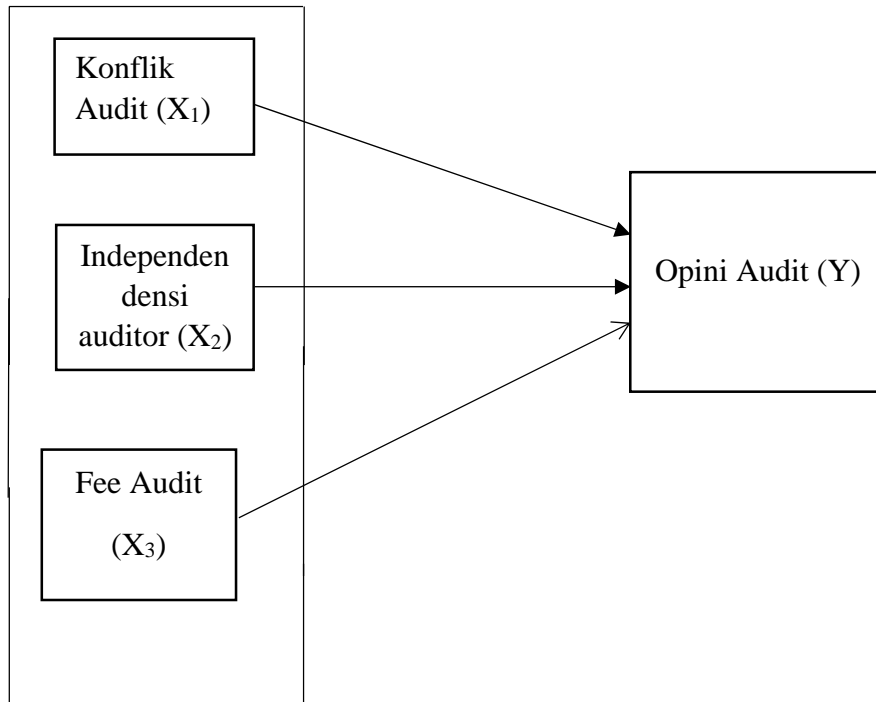 Konflik
Audit (X₁)
Independen
densi
auditor (X₂)
Opini Audit (Y)
Fee Audit
(X₃)